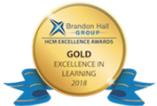 Brandon Hall
GROUP
HCM EXCELLENCE AWARDS
GOLD
EXCELLENCE IN
LEARNING
2018